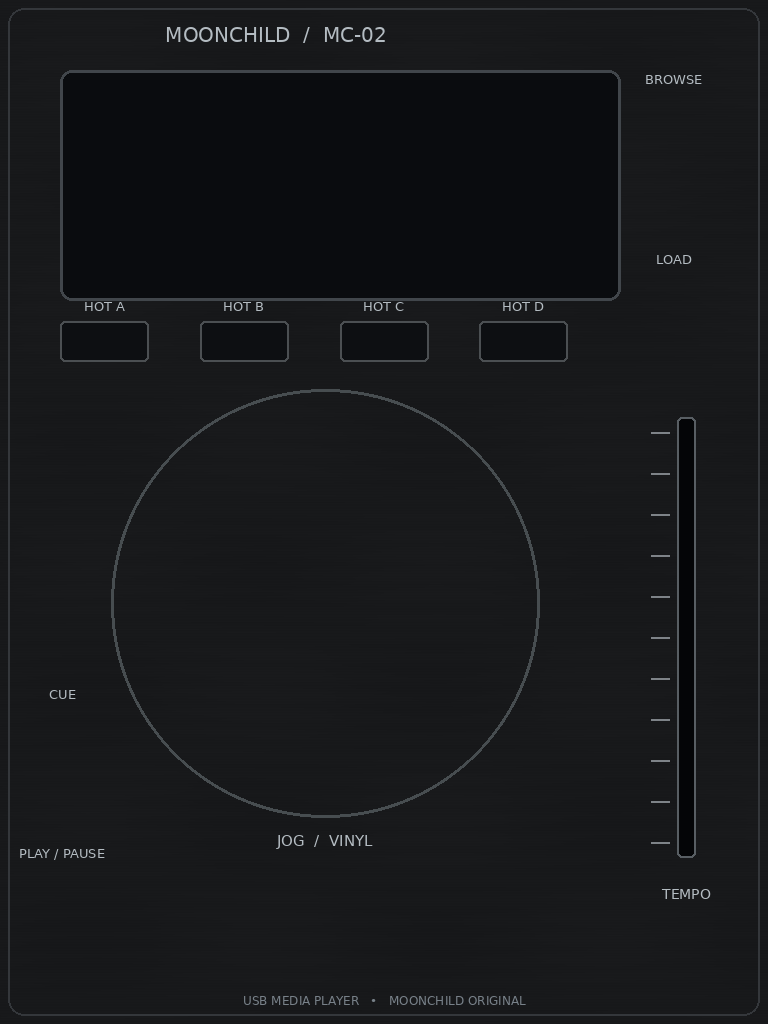 MOONCHILD / MC-02
BROWSE
LOAD
HOT A
HOT B
HOT C
HOT D
CUE
JOG / VINYL
PLAY / PAUSE
TEMPO
USB MEDIA PLAYER • MOONCHILD ORIGINAL